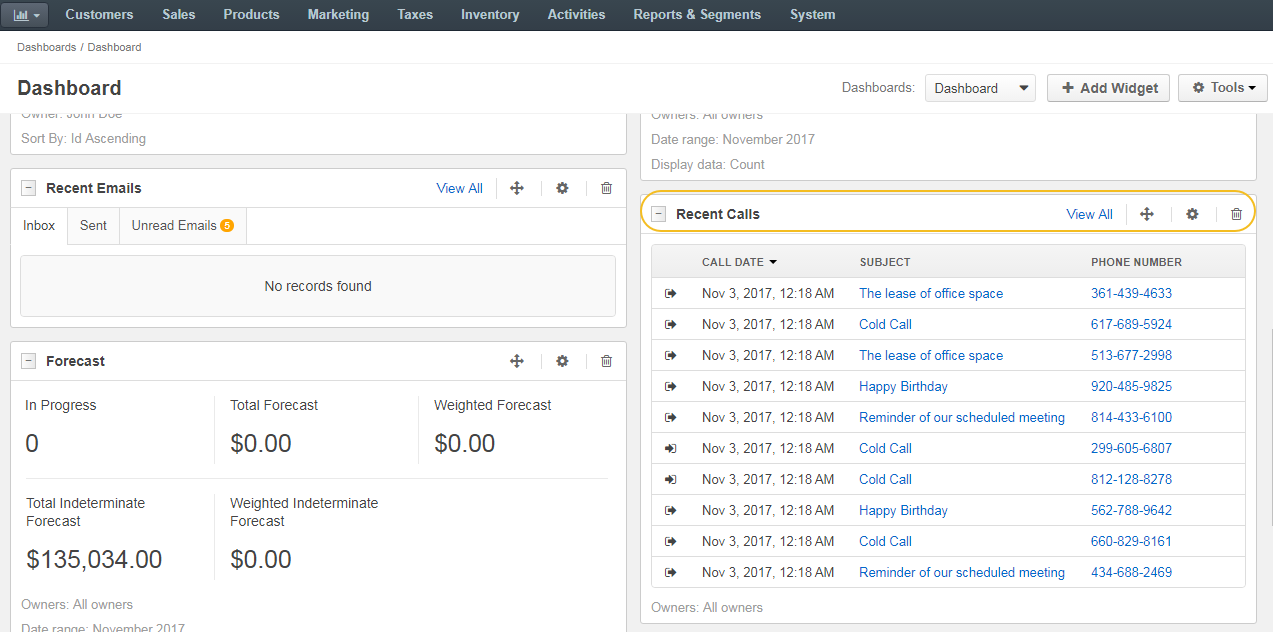 Customers Sales Products Marketing Taxes Inventory Activities Reports & Segments System
Dashboards / Dashboard
Dashboard
Dashboards: Dashboard Add Widget Tools
Owner: John Doe
Sort By: Id Ascending
Recent Emails View All
Inbox Sent Unread Emails 5
No records found
Forecast
In Progress Total Forecast Weighted Forecast
0 $0.00 $0.00
Total Indeterminate Forecast
Weighted Indeterminate Forecast
$135,034.00 $0.00
Owners: All owners
Date range: November 2017
Owners: All owners
Date range: November 2017
Display data: Count
Recent Calls View All
CALL DATE SUBJECT PHONE NUMBER
Nov 3, 2017, 12:18 AM The lease of office space 361-439-4633
Nov 3, 2017, 12:18 AM Cold Call 617-689-5924
Nov 3, 2017, 12:18 AM The lease of office space 513-677-2998
Nov 3, 2017, 12:18 AM Happy Birthday 920-485-9825
Nov 3, 2017, 12:18 AM Reminder of our scheduled meeting 814-433-6100
Nov 3, 2017, 12:18 AM Cold Call 299-605-6807
Nov 3, 2017, 12:18 AM Cold Call 812-128-8278
Nov 3, 2017, 12:18 AM Happy Birthday 562-788-9642
Nov 3, 2017, 12:18 AM Cold Call 660-829-8161
Nov 3, 2017, 12:18 AM Reminder of our scheduled meeting 434-688-2469
Owners: All owners